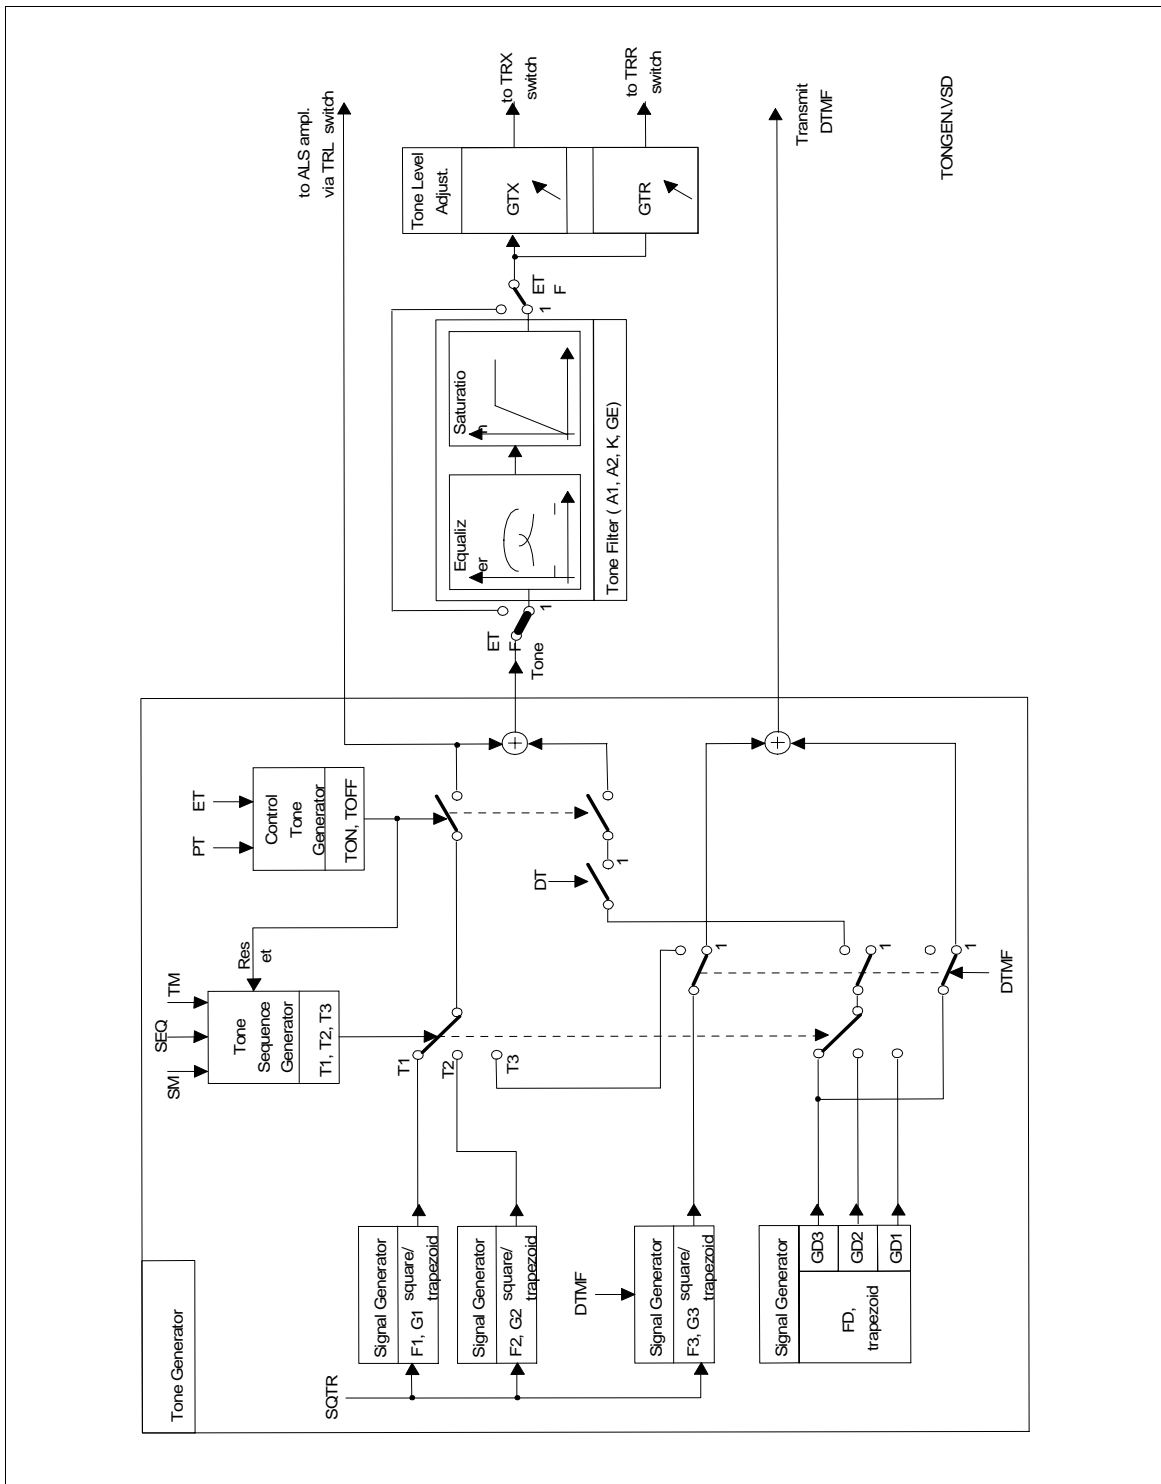 Tone Generator
SQTR
Signal Generator
F1, G1
square/
trapezoid
Signal Generator
F2, G2
square/
trapezoid
DTMF
Signal Generator
F3, G3
square/
trapezoid
Signal Generator
FD,
trapezoid
GD3
GD2
GD1
SM
SEQ
TM
Tone
Sequence
Generator
T1, T2, T3
Res
et
T1
T2
T3
PT
ET
Control
Tone
Generator
TON, TOFF
DT
1
1
1
1
DTMF
ET
F
Tone
1
Equaliz
er
Saturatio
n
Tone Filter ( A1, A2, K, GE)
ET
F
1
Tone Level
Adjust.
GTX
GTR
to ALS ampl.
via TRL switch
to TRX
switch
to TRR
switch
Transmit
DTMF
TONGEN.VSD